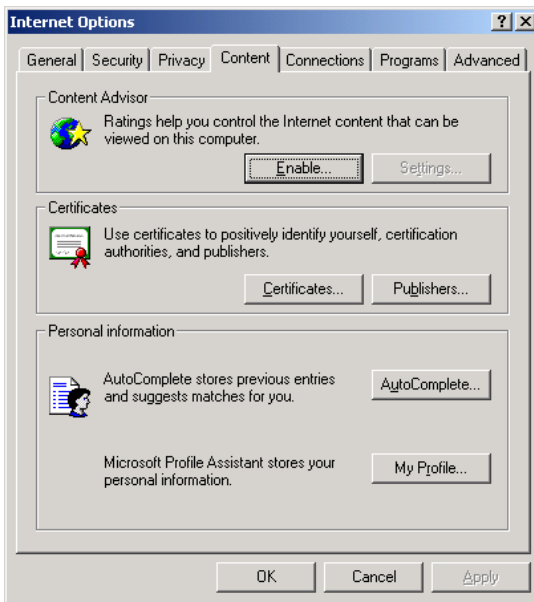 Internet Options
General Security Privacy Content Connections Programs Advanced
Content Advisor
Ratings help you control the Internet content that can be
viewed on this computer.
Enable... Settings...
Certificates
Use certificates to positively identify yourself, certification
authorities, and publishers.
Certificates... Publishers...
Personal information
AutoComplete stores previous entries
and suggests matches for you.
AutoComplete...
Microsoft Profile Assistant stores your
personal information.
My Profile...
OK Cancel Apply